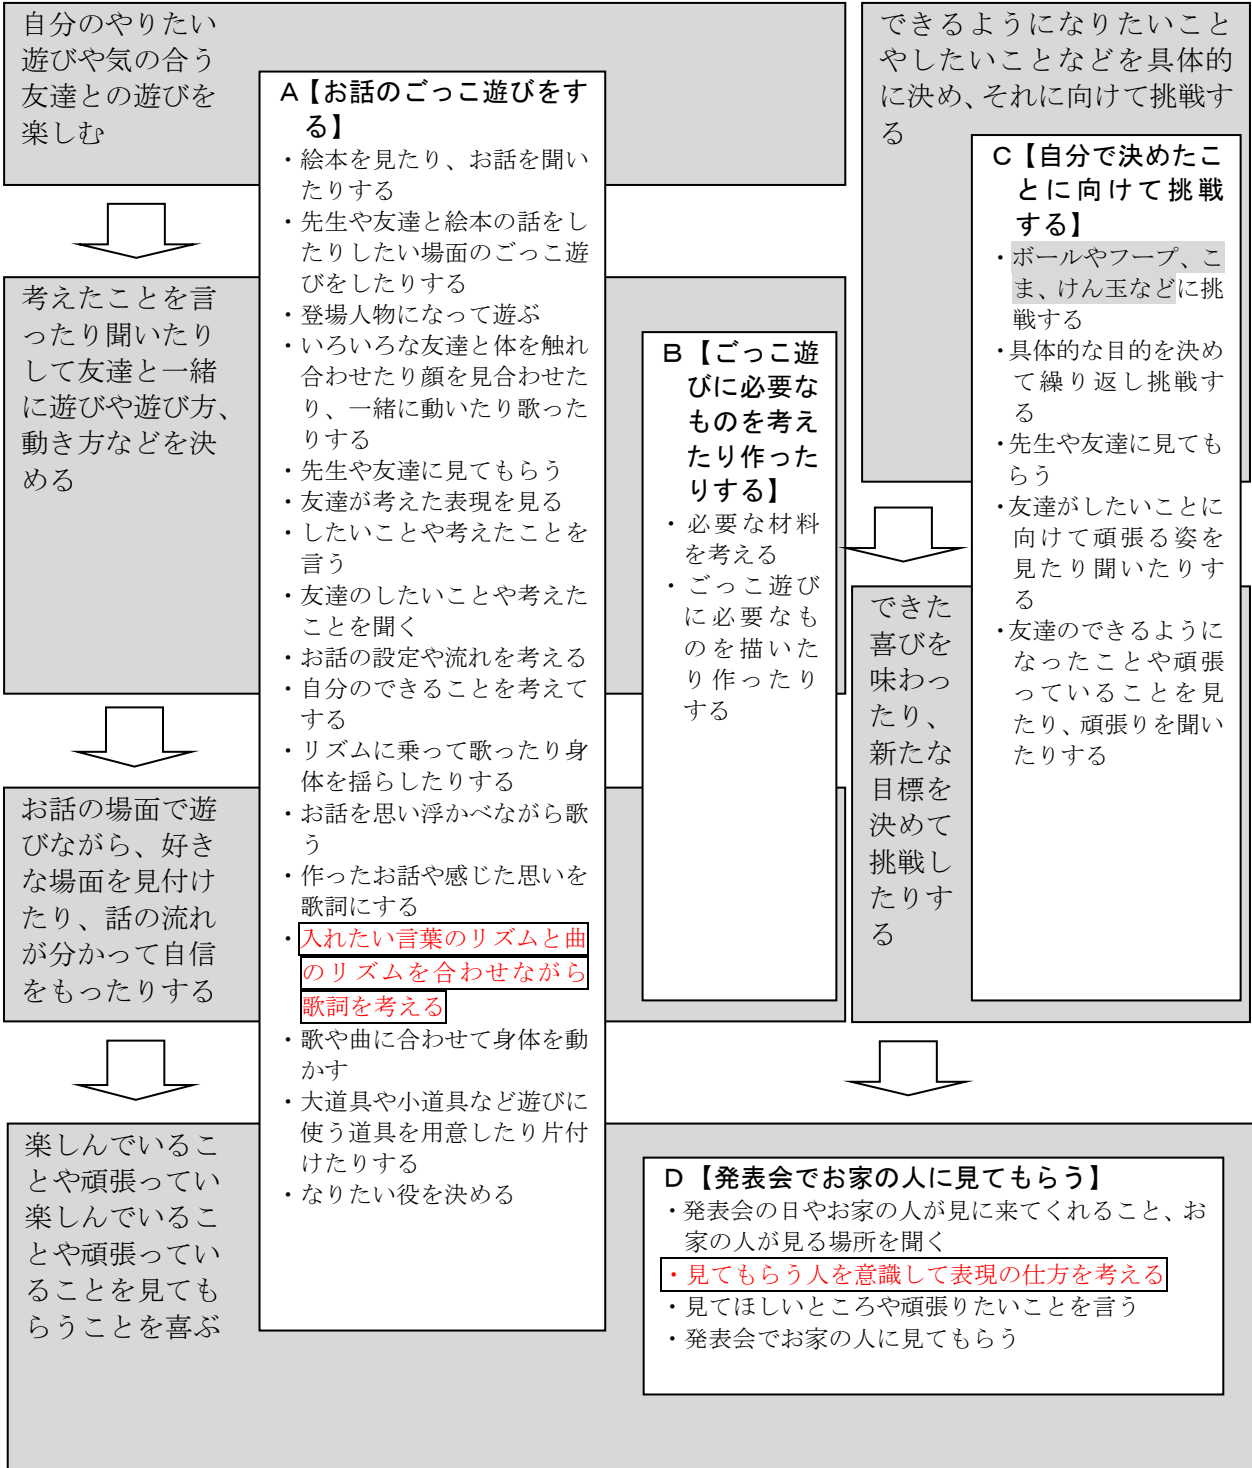 自分のやりたい
遊びや気の合う
友達との遊びを
楽しむ
考えたことを言
ったり聞いたり
して友達と一緒
に遊びや遊び方、
動き方などを決
める
お話の場面で遊
びながら、好き
な場面を見付け
たり、話の流れ
が分かって自信
をもったりする
楽しんでいるこ
とや頑張ってい
楽しんでいるこ
とや頑張ってい
ることを見ても
らうことを喜ぶ
A【お話のごっこ遊びをす
る】
・絵本を見たり、お話を聞い
たりする
・先生や友達と絵本の話をし
たりしたい場面のごっこ遊
びをしたりする
・登場人物になって遊ぶ
・いろいろな友達と体を触れ
合わせたり顔を見合わせた
り、一緒に動いたり歌った
りする
・先生や友達に見てもらう
・友達が考えた表現を見る
・したいことや考えたことを
言う
・友達のしたいことや考えた
ことを聞く
・お話の設定や流れを考える
・自分のできることを考えて
する
・リズムに乗って歌ったり身
体を揺らしたりする
・お話を思い浮かべながら歌
う
・作ったお話や感じた思いを
歌詞にする
・入れたい言葉のリズムと曲
のリズムを合わせながら
歌詞を考える
・歌や曲に合わせて身体を動
かす
・大道具や小道具など遊びに
使う道具を用意したり片付
けたりする
・なりたい役を決める
B【ごっこ遊
びに必要な
ものを考え
たり作った
りする】
・必要な材料
を考える
・ごっこ遊び
に必要なも
のを描いた
り作ったり
する
できるようになりたいこと
やしたいことなどを具体的
に決め、それに向けて挑戦す
る
C【自分で決めたこ
とに向けて挑戦
する】
・ボールやフープ、こ
ま、けん玉などに挑
戦する
・具体的な目的を決め
て繰り返し挑戦す
る
・先生や友達に見ても
らう
・友達がしたいことに
向けて頑張る姿を
見たり聞いたりす
る
・友達のできるように
なったことや頑張
っていることを見
たり、頑張りを聞い
たりする
できた
喜びを
味わっ
たり、
新たな
目標を
決めて
挑戦し
たりす
る
D【発表会でお家の人に見てもらう】
・発表会の日やお家の人が見に来てくれること、お
家の人が見る場所を聞く
・見てもらう人を意識して表現の仕方を考える
・見てほしいところや頑張りたいことを言う
・発表会でお家の人に見てもらう